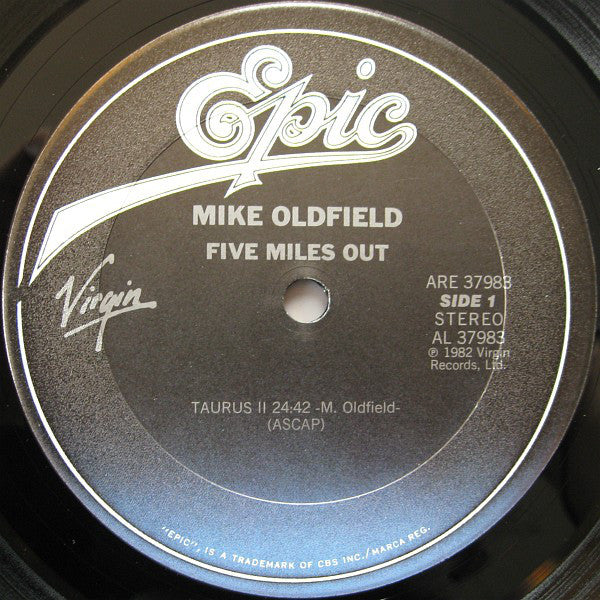 Epic
MIKE OLDFIELD
FIVE MILES OUT
Virgin
ARE 37983
SIDE 1
STEREO
AL 37983
℗ 1982 Virgin
Records, Ltd.
TAURUS II 24:42 -M. Oldfield-
(ASCAP)
"EPIC", IS A TRADEMARK OF CBS INC./MARCA REG.